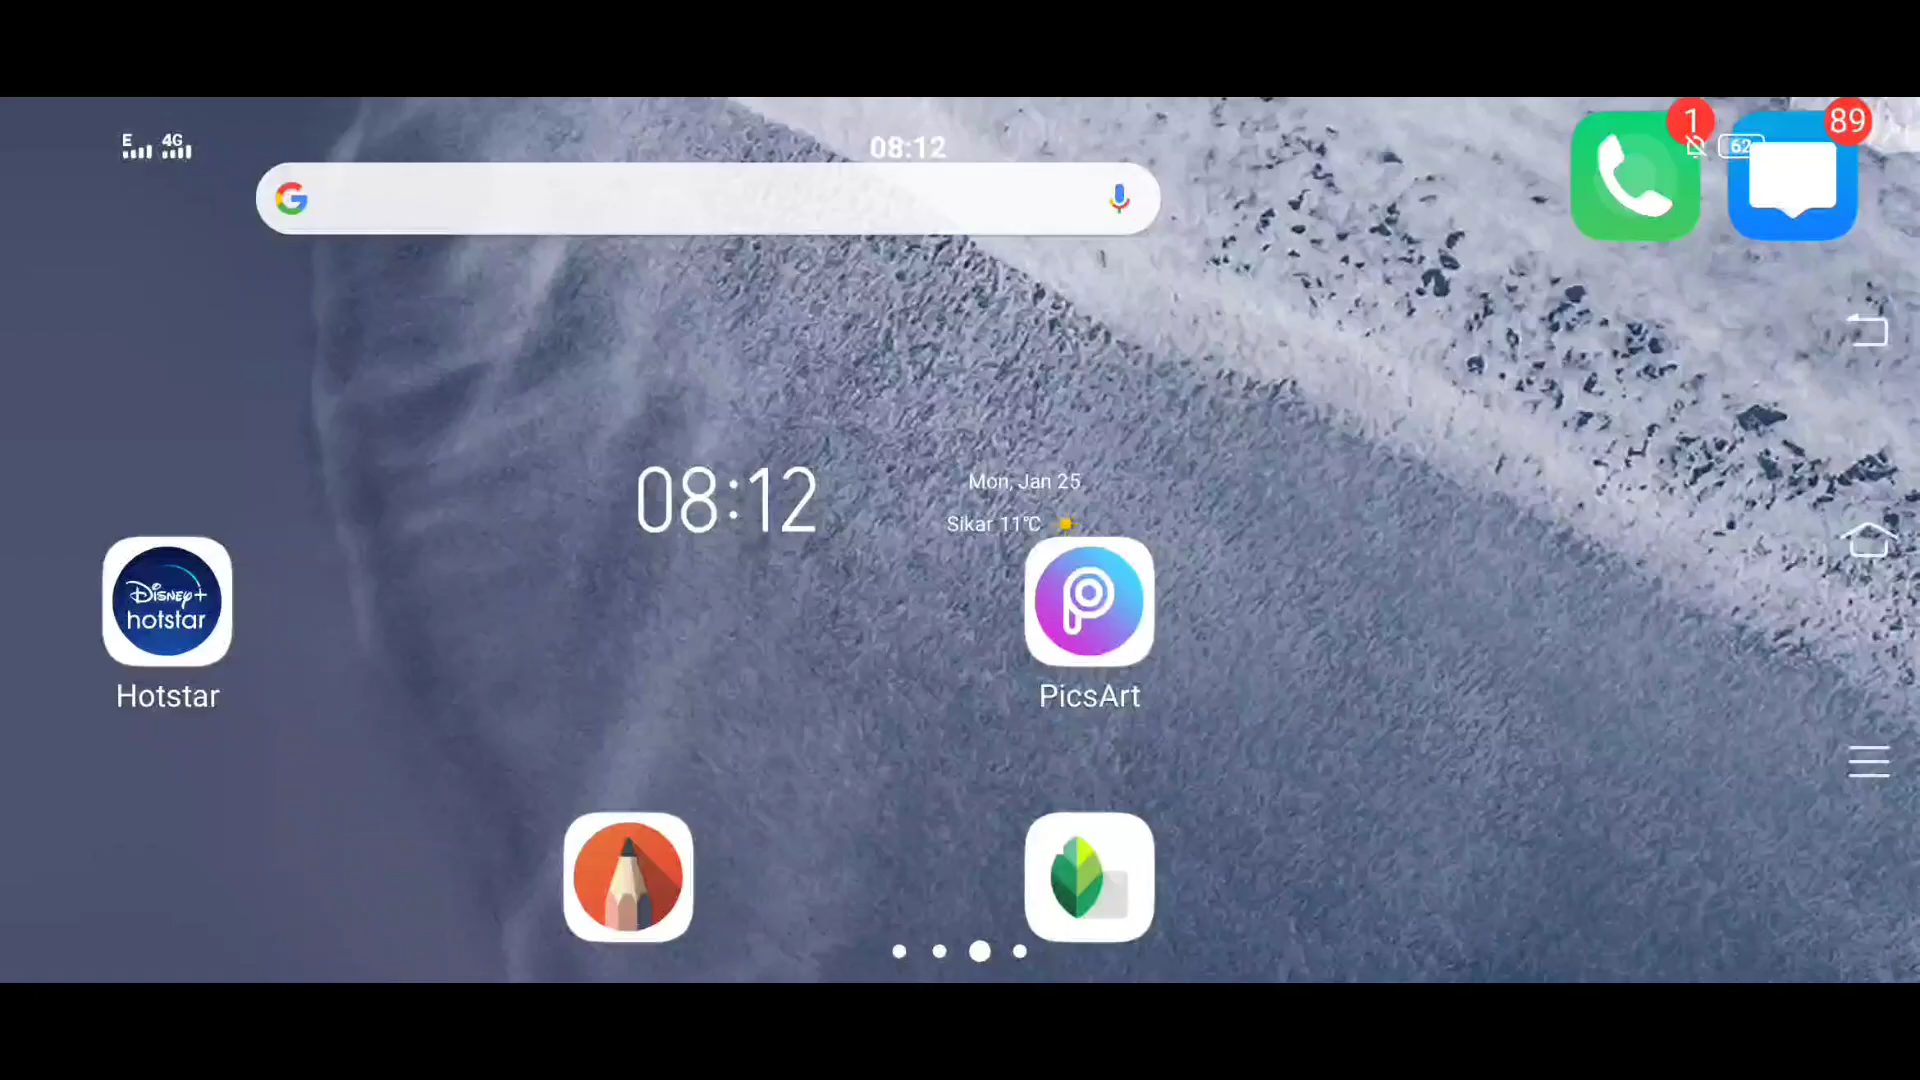 E 4G
08:12
1
62
89
08:12
Mon, Jan 25
Sikar 11℃
Disney+
hotstar
Hotstar
PicsArt